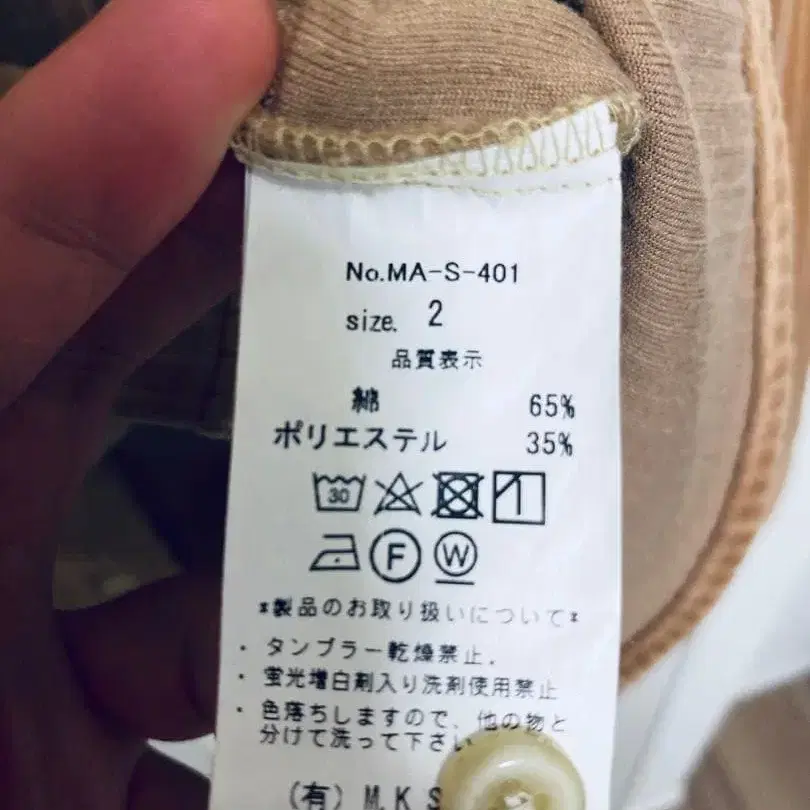 No.MA-S-401
size. 2
品質表示
綿 65%
ポリエステル 35%
30
F W
*製品のお取り扱いについて*
・タンブラー乾燥禁止.
・蛍光増白剤入り洗剤使用禁止
・色落ちしますので、他の物と
分けて洗って下さい
(有) M.K S